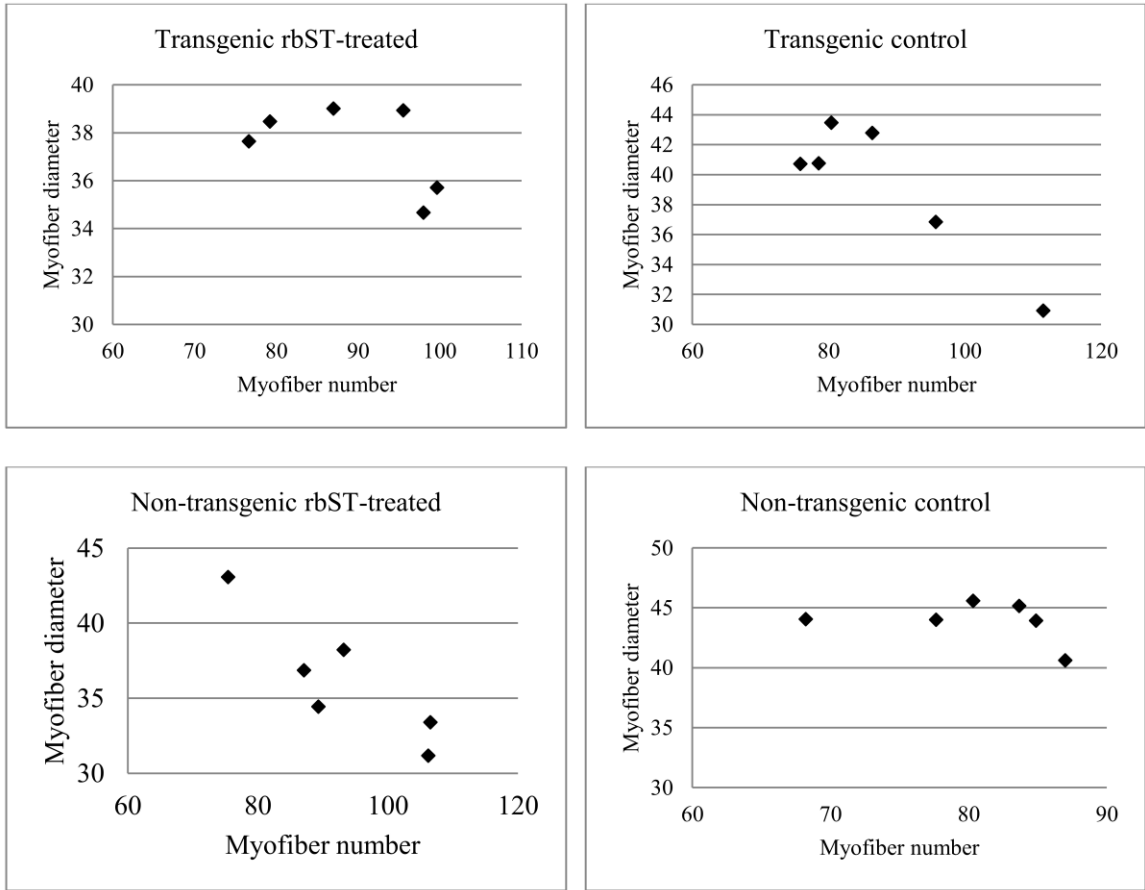 Transgenic rbST-treated
Myofiber diameter
40
38
36
34
32
30
60 70 80 90 100 110
Myofiber number
Transgenic control
Myofiber diameter
46
44
42
40
38
36
34
32
30
60 80 100 120
Myofiber number
Non-transgenic rbST-treated
Myofiber diameter
45
40
35
30
60 80 100 120
Myofiber number
Non-transgenic control
Myofiber diameter
50
45
40
35
30
60 70 80 90
Myofiber number